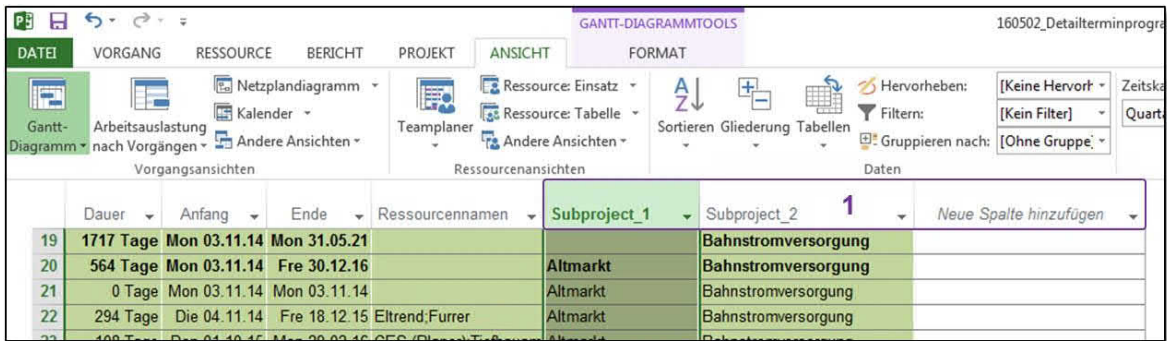 GANTT-DIAGRAMMTOOLS 160502_Detailterminprogra
DATEI VORGANG RESSOURCE BERICHT PROJEKT ANSICHT FORMAT
Netzplandiagramm Ressource: Einsatz Hervorheben: [Keine Hervorh Zeitska
Kalender Ressource: Tabelle Filtern: [Kein Filter] Quarta
Gantt- Arbeitsauslastung Teamplaner Sortieren Gliederung Tabellen
Diagramm nach Vorgängen Andere Ansichten Andere Ansichten Gruppieren nach: [Ohne Gruppe]
Vorgangsansichten Ressourcenansichten Daten
Dauer Anfang Ende Ressourcennamen Subproject_1 Subproject_2 1 Neue Spalte hinzufügen
19 1717 Tage Mon 03.11.14 Mon 31.05.21 Bahnstromversorgung
20 564 Tage Mon 03.11.14 Fre 30.12.16 Altmarkt Bahnstromversorgung
21 0 Tage Mon 03.11.14 Mon 03.11.14 Altmarkt Bahnstromversorgung
22 294 Tage Die 04.11.14 Fre 18.12.15 Eltrend;Furrer Altmarkt Bahnstromversorgung